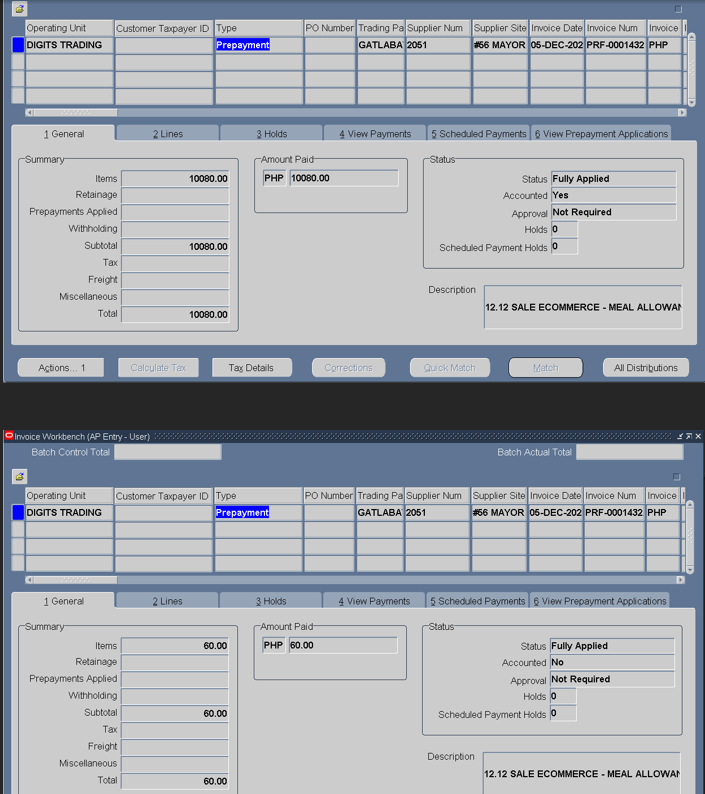 Operating Unit Customer Taxpayer ID Type PO Number Trading Pa Supplier Num Supplier Site Invoice Date Invoice Num Invoice
DIGITS TRADING Prepayment GATLABA 2051 #56 MAYOR 05-DEC-202 PRF-0001432 PHP
1 General 2 Lines 3 Holds 4 View Payments 5 Scheduled Payments 6 View Prepayment Applications
Summary Amount Paid Status
Items 10080.00 PHP 10080.00 Status Fully Applied
Retainage Accounted Yes
Prepayments Applied Approval Not Required
Withholding Holds 0
Subtotal 10080.00 Scheduled Payment Holds 0
Tax
Freight
Miscellaneous Description 12.12 SALE ECOMMERCE - MEAL ALLOWAN
Total 10080.00
Actions... 1 Calculate Tax Tax Details Corrections Quick Match Match All Distributions
Invoice Workbench (AP Entry - User)
Batch Control Total Batch Actual Total
Operating Unit Customer Taxpayer ID Type PO Number Trading Pa Supplier Num Supplier Site Invoice Date Invoice Num Invoice
DIGITS TRADING Prepayment GATLABA 2051 #56 MAYOR 05-DEC-202 PRF-0001432 PHP
1 General 2 Lines 3 Holds 4 View Payments 5 Scheduled Payments 6 View Prepayment Applications
Summary Amount Paid Status
Items 60.00 PHP 60.00 Status Fully Applied
Retainage Accounted No
Prepayments Applied Approval Not Required
Withholding Holds 0
Subtotal 60.00 Scheduled Payment Holds 0
Tax
Freight
Miscellaneous Description 12.12 SALE ECOMMERCE - MEAL ALLOWAN
Total 60.00